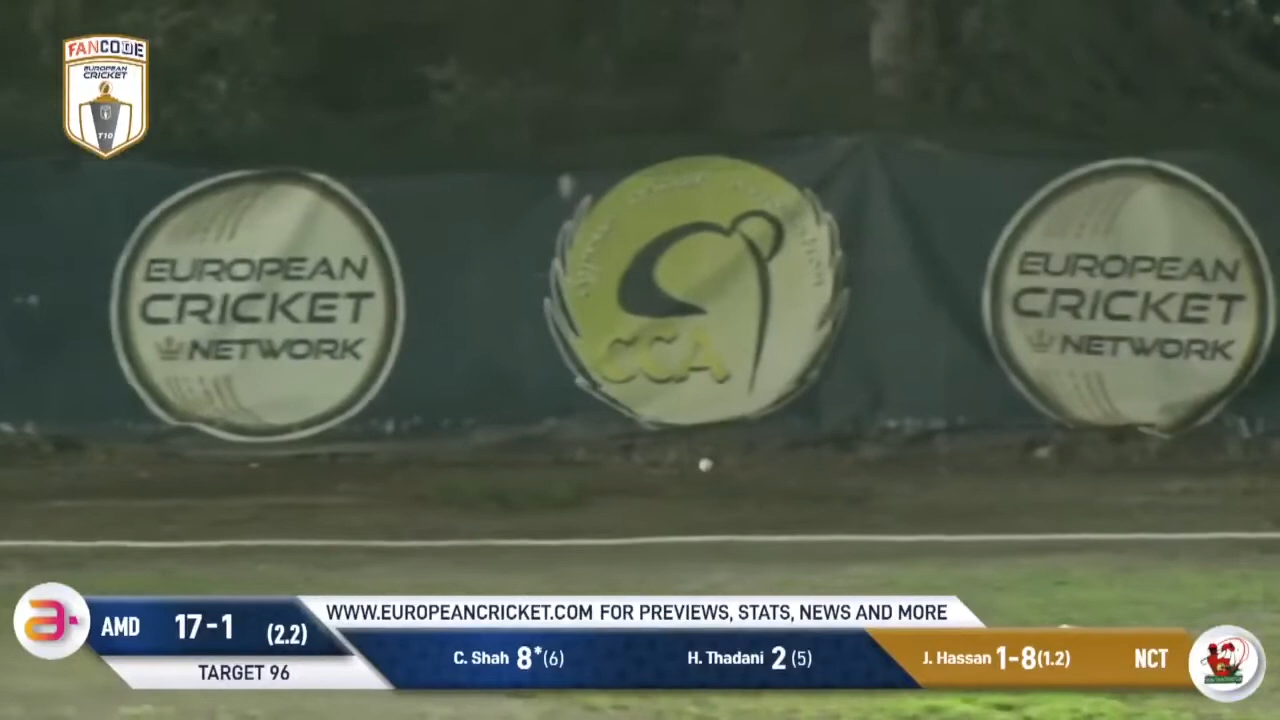 FANCODE
EUROPEAN
CRICKET
T10
EUROPEAN
CRICKET
NETWORK
CCA
EUROPEAN
CRICKET
NETWORK
AMD 17-1 (2.2)
TARGET 96
WWW.EUROPEANCRICKET.COM FOR PREVIEWS, STATS, NEWS AND MORE
C. Shah 8* (6) H. Thadani 2 (5) J. Hassan 1-8 (1.2) NCT